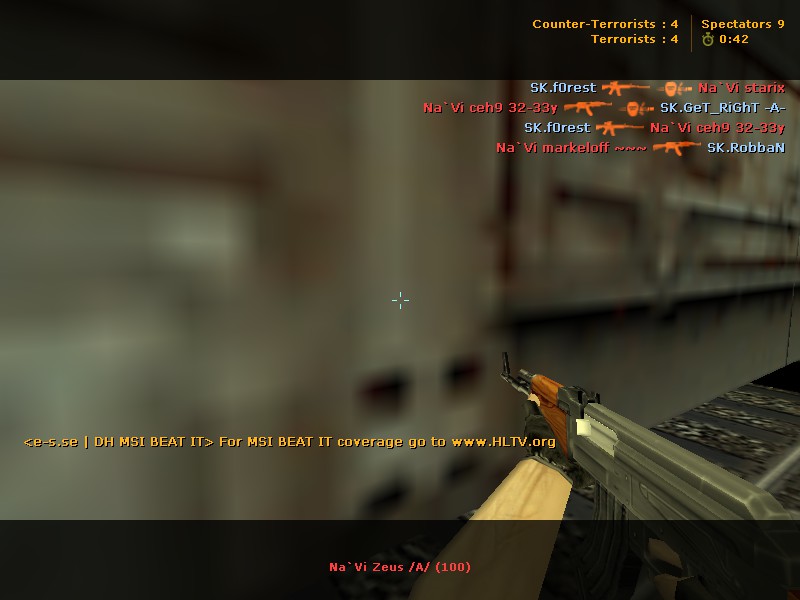 Counter-Terrorists : 4
Spectators 9
Terrorists : 4
0:42
SK.f0rest Na`Vi starix
Na`Vi ceh9 32-33y SK.GeT_RiGhT -A-
SK.f0rest Na`Vi ceh9 32-33y
Na`Vi markeloff ~~~ SK.RobbaN
<e-s.se | DH MSI BEAT IT> For MSI BEAT IT coverage go to www.HLTV.org
Na`Vi Zeus /A/ (100)